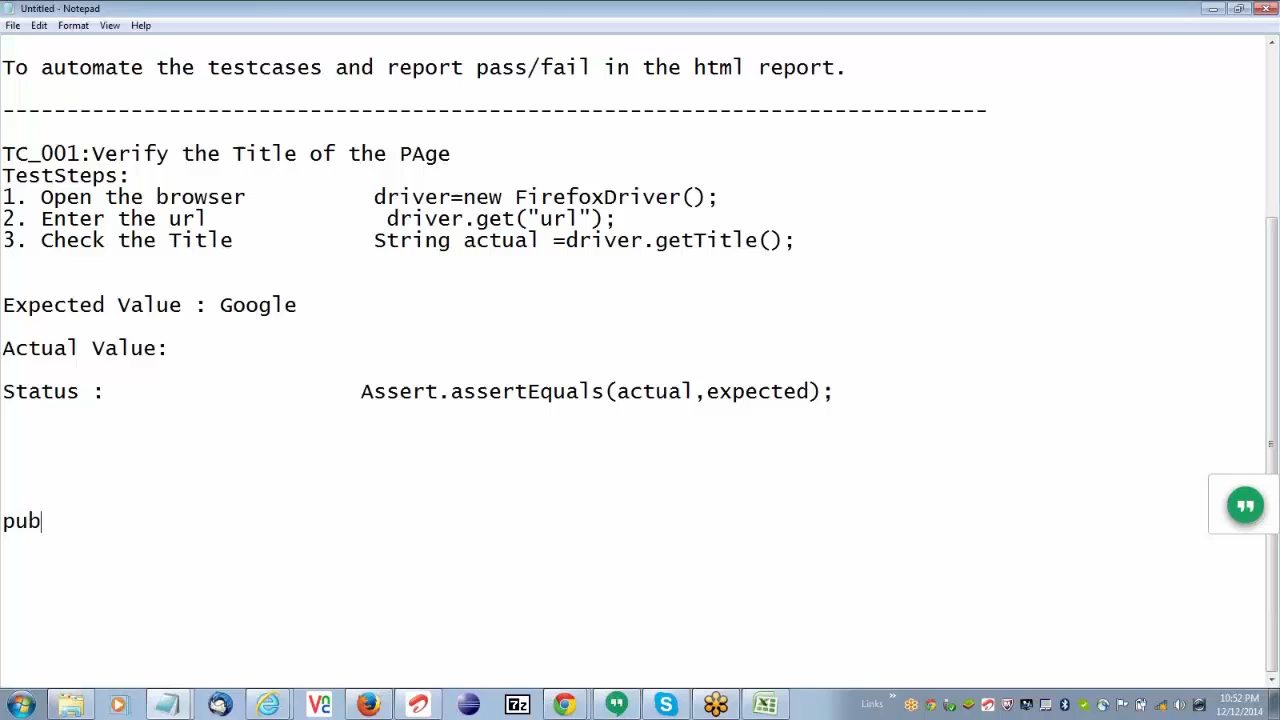 Untitled - Notepad
File Edit Format View Help
To automate the testcases and report pass/fail in the html report.
-----------------------------------------------------------------------------
TC_001:Verify the Title of the PAge
TestSteps:
1. Open the browser driver=new FirefoxDriver();
2. Enter the url driver.get("url");
3. Check the Title String actual =driver.getTitle();
Expected Value : Google
Actual Value:
Status : Assert.assertEquals(actual,expected);
pub
Links » 10:52 PM
12/12/2014